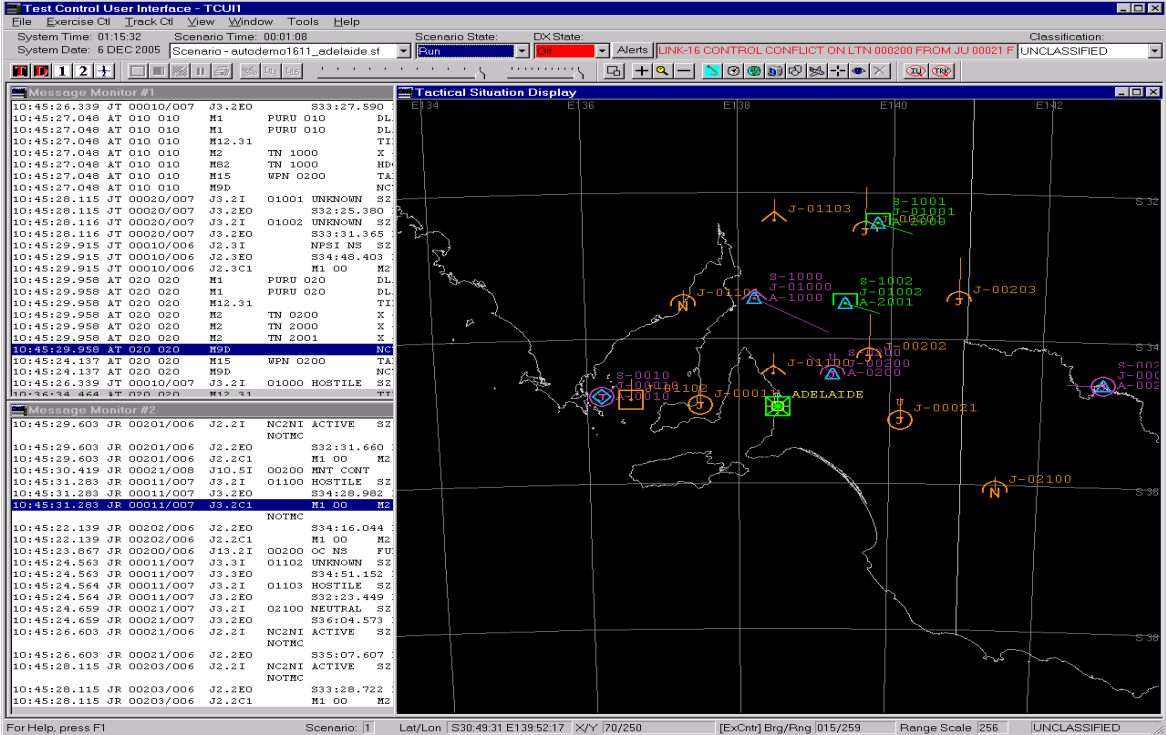 Test Control User Interface - TCUI1
File Exercise Ctl Track Ctl View Window Tools Help
System Time: 01:15:32 Scenario Time: 00:01:08 Scenario State: DX State: Classification:
System Date: 6 DEC 2005 Scenario - autodemo1611_adelaide.sf Run Off Alerts LINK-16 CONTROL CONFLICT ON LTN 000200 FROM JU 00021 F UNCLASSIFIED
T D 1 2
Message Monitor #1
10:45:26.339 JT 00010/007 J3.2E0 S33:27.590
10:45:27.048 AT 010 010 M1 PURU 010 DL
10:45:27.048 AT 010 010 M1 PURU 010 DL
10:45:27.048 AT 010 010 M12.31 TI
10:45:27.048 AT 010 010 M2 TN 1000 X
10:45:27.048 AT 010 010 M82 TN 1000 HD
10:45:27.048 AT 010 010 M15 WPN 0200 TA
10:45:27.048 AT 010 010 M9D NC
10:45:28.115 JT 00020/007 J3.2I 01001 UNKNOWN SZ
10:45:28.115 JT 00020/007 J3.2E0 S32:25.380
10:45:28.116 JT 00020/007 J3.2I 01002 UNKNOWN SZ
10:45:28.116 JT 00020/007 J3.2E0 S33:31.365
10:45:29.915 JT 00010/006 J2.3I NPSI NS SZ
10:45:29.915 JT 00010/006 J2.3E0 S34:48.403
10:45:29.915 JT 00010/006 J2.3C1 M1 00 M2
10:45:29.958 AT 020 020 M1 PURU 020 DL
10:45:29.958 AT 020 020 M1 PURU 020 DL
10:45:29.958 AT 020 020 M12.31 TI
10:45:29.958 AT 020 020 M2 TN 0200 X
10:45:29.958 AT 020 020 M2 TN 2000 X
10:45:29.958 AT 020 020 M2 TN 2001 X
10:45:29.958 AT 020 020 M9D NC
10:45:24.137 AT 020 020 M15 WPN 0200 TA
10:45:24.137 AT 020 020 M9D NC
10:45:26.339 JT 00010/007 J3.2I 01000 HOSTILE SZ
10:36:34.464 AT 010 010 M12.31 TI
Message Monitor #2
10:45:29.603 JR 00201/006 J2.2I NC2NI ACTIVE SZ
NOTMC
10:45:29.603 JR 00201/006 J2.2E0 S32:31.660
10:45:29.603 JR 00201/006 J2.2C1 M1 00 M2
10:45:30.419 JR 00021/008 J10.5I 00200 MNT CONT
10:45:31.283 JR 00011/007 J3.2I 01100 HOSTILE SZ
10:45:31.283 JR 00011/007 J3.2E0 S34:28.982
10:45:31.283 JR 00011/007 J3.2C1 M1 00 M2
NOTMC
10:45:22.139 JR 00202/006 J2.2E0 S34:16.044
10:45:22.139 JR 00202/006 J2.2C1 M1 00 M2
10:45:23.867 JR 00200/006 J13.2I 00200 OC NS FU
10:45:24.563 JR 00011/007 J3.3I 01102 UNKNOWN SZ
10:45:24.563 JR 00011/007 J3.3E0 S34:51.152
10:45:24.564 JR 00011/007 J3.2I 01103 HOSTILE SZ
10:45:24.564 JR 00011/007 J3.2E0 S32:23.449
10:45:24.659 JR 00021/007 J3.2I 02100 NEUTRAL SZ
10:45:24.659 JR 00021/007 J3.2E0 S36:04.573
10:45:26.603 JR 00021/006 J2.2I NC2NI ACTIVE SZ
NOTMC
10:45:26.603 JR 00021/006 J2.2E0 S35:07.607
10:45:28.115 JR 00203/006 J2.2I NC2NI ACTIVE SZ
NOTMC
10:45:28.115 JR 00203/006 J2.2E0 S33:28.722
10:45:28.115 JR 00203/006 J2.2C1 M1 00 M2
Tactical Situation Display
E134 E136 E138 E140 E142
S 32
S-1001
J-01103 J-01001
A-2000
S-1000 S-1002
J-01000 J-01002 J-00203
A-1000 A-2001
S 34
J-00202
J-01100 J-00200
A-0200
S-0010
J-01102
A-0010
ADELAIDE
J-00021
J-02100
S 36
S 38
For Help, press F1 Scenario: 1 Lat/Lon S30:49:31 E139:52:17 X/Y 70/250 [ExCntr] Brg/Rng 015/259 Range Scale 256 UNCLASSIFIED